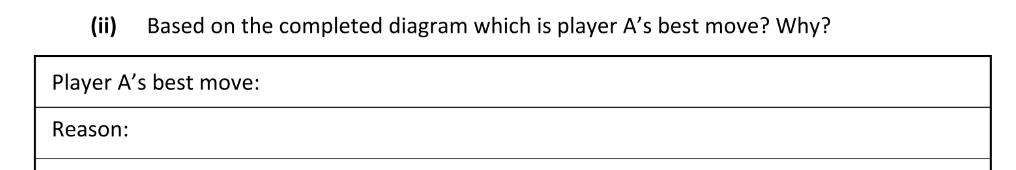 (ii) Based on the completed diagram which is player A’s best move? Why?
Player A’s best move:
Reason: